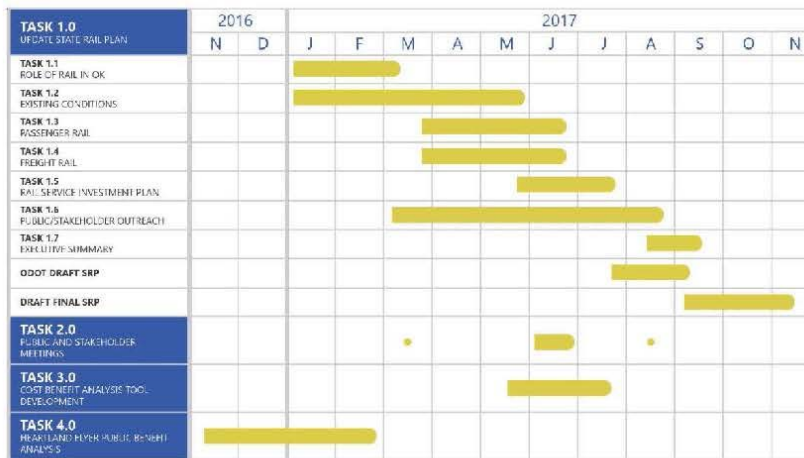 TASK 1.0
UPDATE STATE RAIL PLAN
2016
2017
N D J F M A M J J A S O N
TASK 1.1
ROLE OF RAIL IN OK
TASK 1.2
EXISTING CONDITIONS
TASK 1.3
PASSENGER RAIL
TASK 1.4
FREIGHT RAIL
TASK 1.5
RAIL SERVICE INVESTMENT PLAN
TASK 1.6
PUBLIC/STAKEHOLDER OUTREACH
TASK 1.7
EXECUTIVE SUMMARY
ODOT DRAFT SRP
DRAFT FINAL SRP
TASK 2.0
PUBLIC AND STAKEHOLDER
MEETINGS
TASK 3.0
COST BENEFIT ANALYSIS TOOL
DEVELOPMENT
TASK 4.0
HEARTLAND FLYER PUBLIC BENEFIT
ANALYSIS